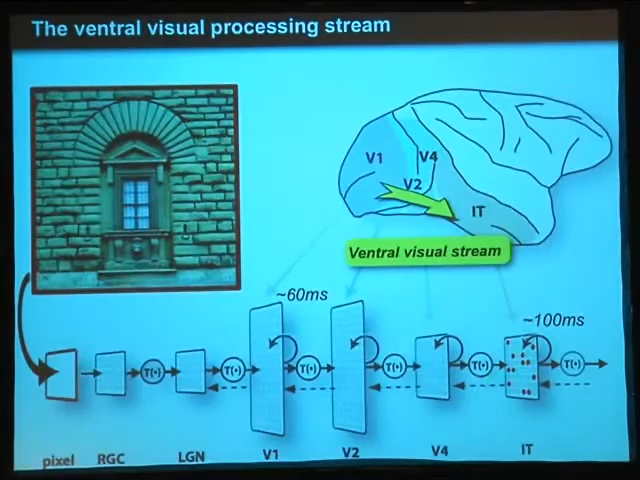 The ventral visual processing stream
V1
V4
V2
IT
Ventral visual stream
~60ms
~100ms
T(•)
T(•)
T(•)
T(•)
T(•)
T(•)
pixel
RGC
LGN
V1
V2
V4
IT